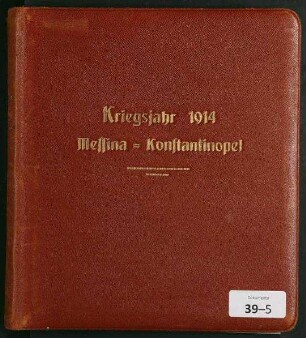 Kriegsjahr 1914
Messina = Konstantinopel
39-5